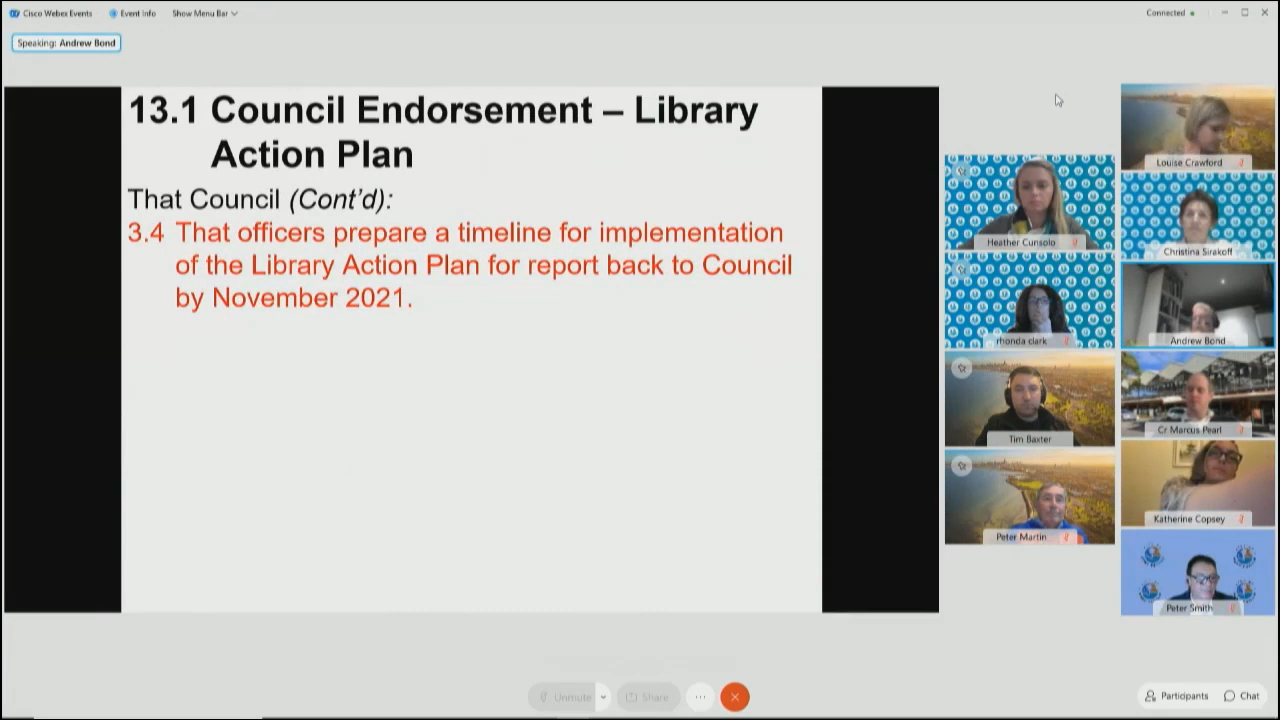 Cisco Webex Events Event Info Show Menu Bar Connected
Speaking: Andrew Bond
13.1 Council Endorsement – Library
Action Plan
That Council (Cont’d):
3.4 That officers prepare a timeline for implementation
of the Library Action Plan for report back to Council
by November 2021.
Louise Crawford
Heather Cunsolo
Christina Sirakoff
rhonda clark
Andrew Bond
Tim Baxter
Cr Marcus Pearl
Peter Martin
Katherine Copsey
Peter Smith
Unmute Share
Participants Chat